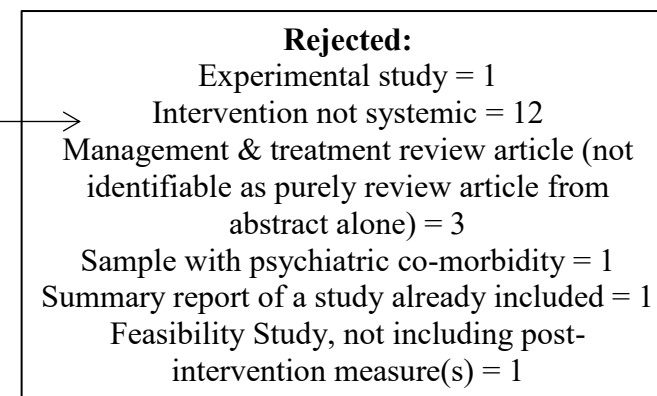 Rejected:
Experimental study = 1
Intervention not systemic = 12
Management & treatment review article (not
identifiable as purely review article from
abstract alone) = 3
Sample with psychiatric co-morbidity = 1
Summary report of a study already included = 1
Feasibility Study, not including post-
intervention measure(s) = 1